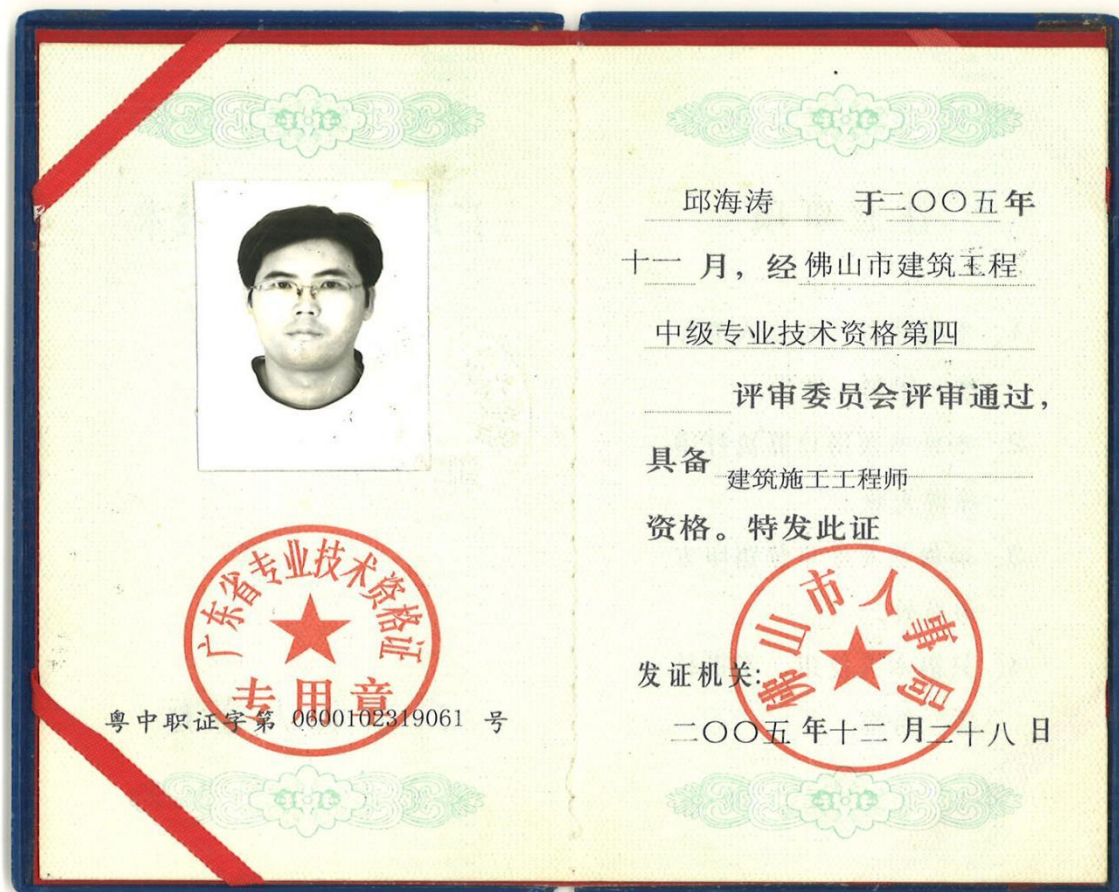 广东省专业技术资格证
专用章
粤中职证字第 0600102319061 号
邱海涛 于二〇〇五年
十一月，经佛山市建筑工程
中级专业技术资格第四
评审委员会评审通过，
具备 建筑施工工程师
资格。特发此证
佛山市人事局
发证机关:
二〇〇五年十二月二十八日